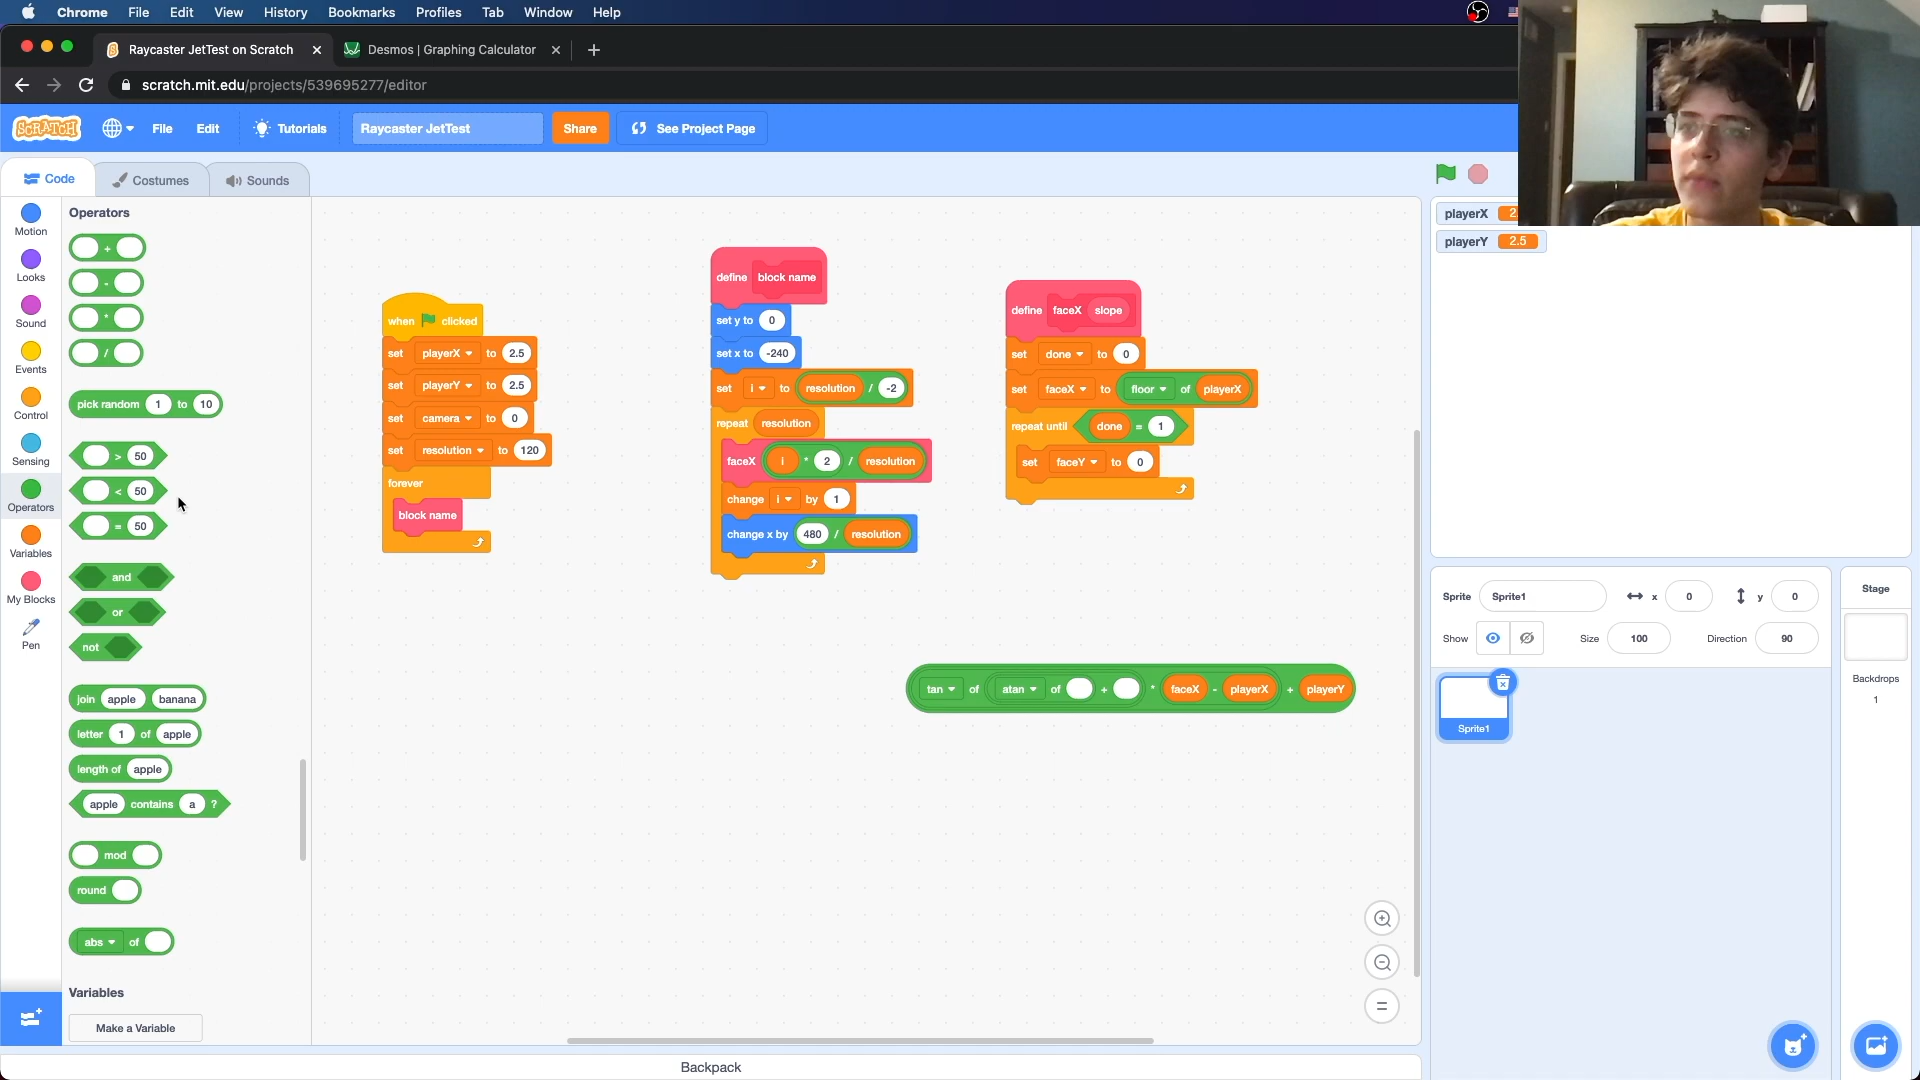 Chrome File Edit View History Bookmarks Profiles Tab Window Help
Raycaster JetTest on Scratch
Desmos | Graphing Calculator
scratch.mit.edu/projects/539695277/editor
SCRATCH
File
Edit
Tutorials
Raycaster JetTest
Share
See Project Page
Code
Costumes
Sounds
Motion
Looks
Sound
Events
Control
Sensing
Operators
Variables
My Blocks
Pen
Operators
+
-
*
/
pick random 1 to 10
> 50
< 50
= 50
and
or
not
join apple banana
letter 1 of apple
length of apple
apple contains a ?
mod
round
abs of
Variables
Make a Variable
when clicked
set playerX to 2.5
set playerY to 2.5
set camera to 0
set resolution to 120
forever
block name
define block name
set y to 0
set x to -240
set i to resolution / -2
repeat resolution
faceX i * 2 / resolution
change i by 1
change x by 480 / resolution
define faceX slope
set done to 0
set faceX to floor of playerX
repeat until done = 1
set faceY to 0
tan of atan of + * faceX - playerX + playerY
playerX
playerY 2.5
Sprite Sprite1 x 0 y 0
Show Size 100 Direction 90
Sprite1
Stage
Backdrops
1
Backpack